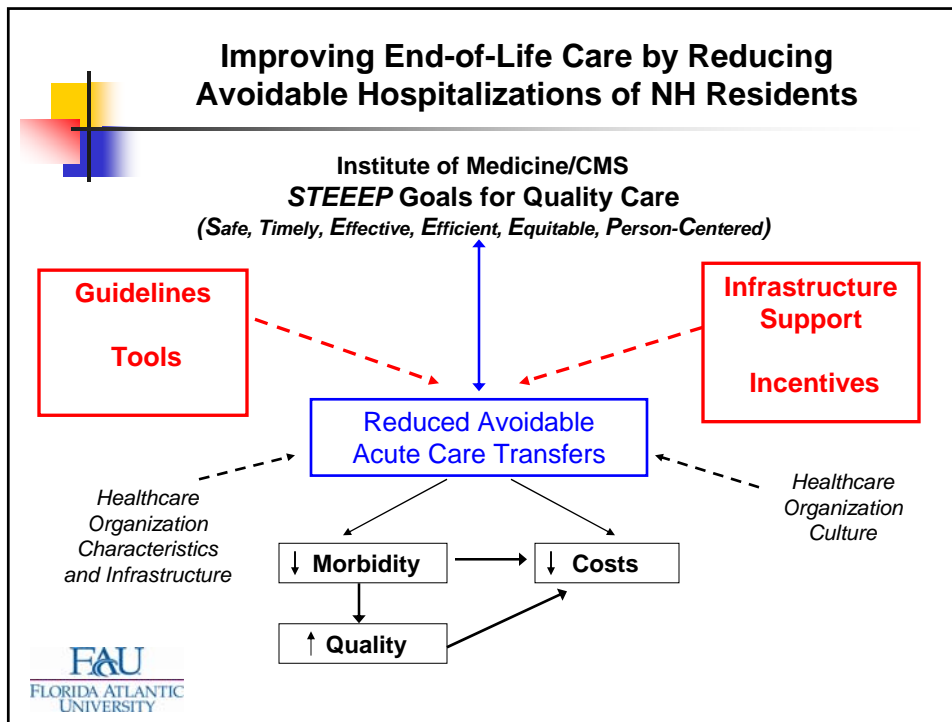 Improving End-of-Life Care by Reducing
Avoidable Hospitalizations of NH Residents
Institute of Medicine/CMS
STEEEP Goals for Quality Care
(Safe, Timely, Effective, Efficient, Equitable, Person-Centered)
Guidelines
Tools
Infrastructure
Support
Incentives
Reduced Avoidable
Acute Care Transfers
Healthcare
Organization
Characteristics
and Infrastructure
Healthcare
Organization
Culture
↓ Morbidity
↓ Costs
↑ Quality
FAU
FLORIDA ATLANTIC
UNIVERSITY